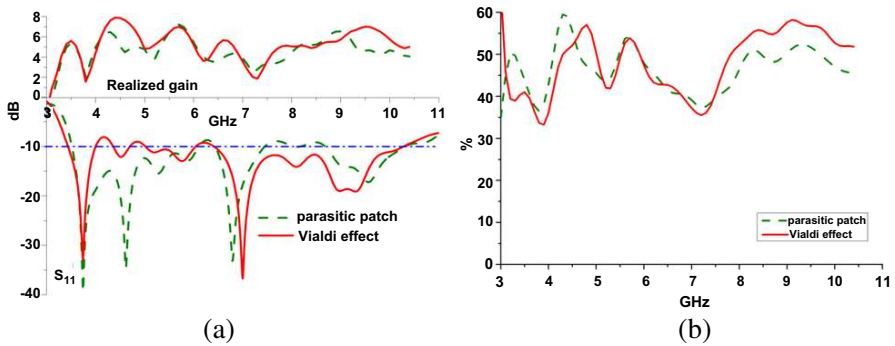 8
6
4
2
0
Realized gain
3 4 5 6 7 8 9 10 11
GHz
dB
-10
-20
-30
-40
parasitic patch
Vialdi effect
S11
(a)
60
50
40
30
20
10
0
%
parasitic patch
Vialdi effect
3 4 5 6 7 8 9 10 11
GHz
(b)